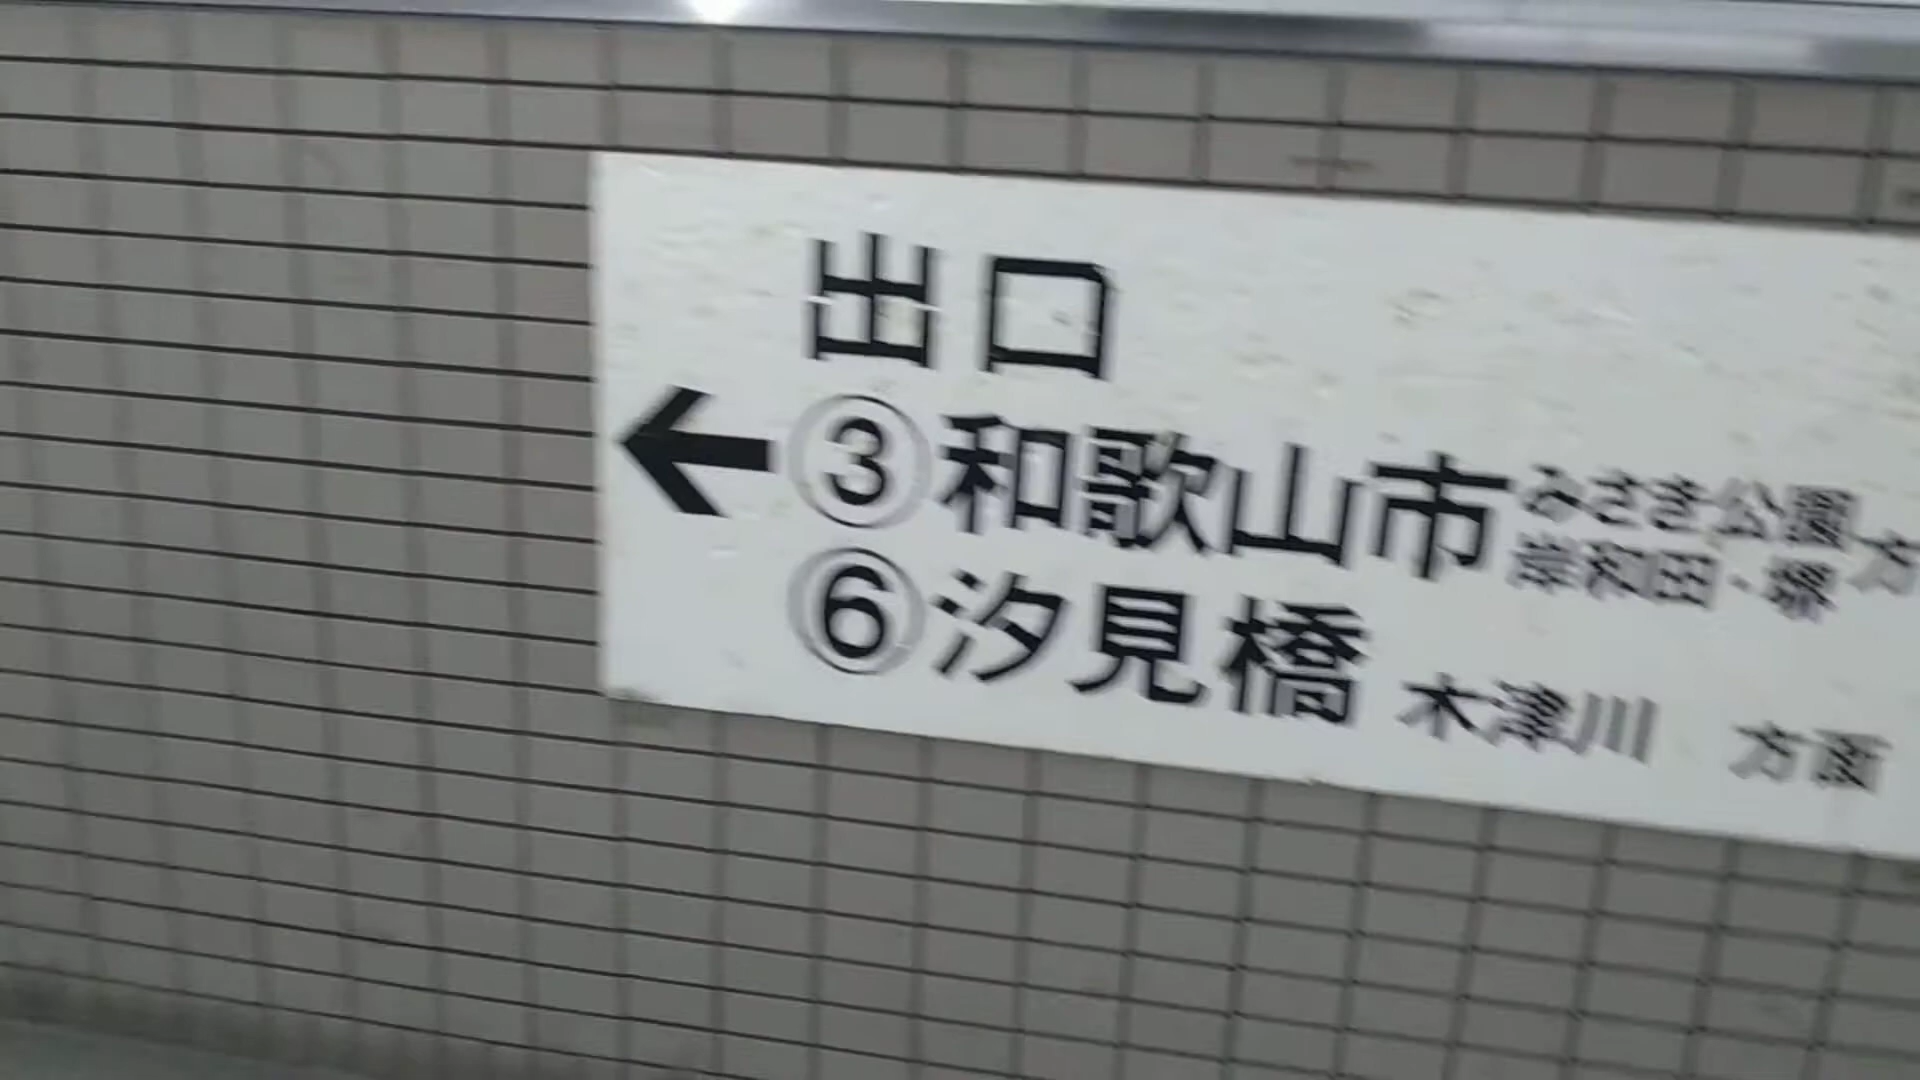 出口
← ③ 和歌山市 みさき公園 岸和田・堺 方
⑥ 汐見橋 木津川 方面